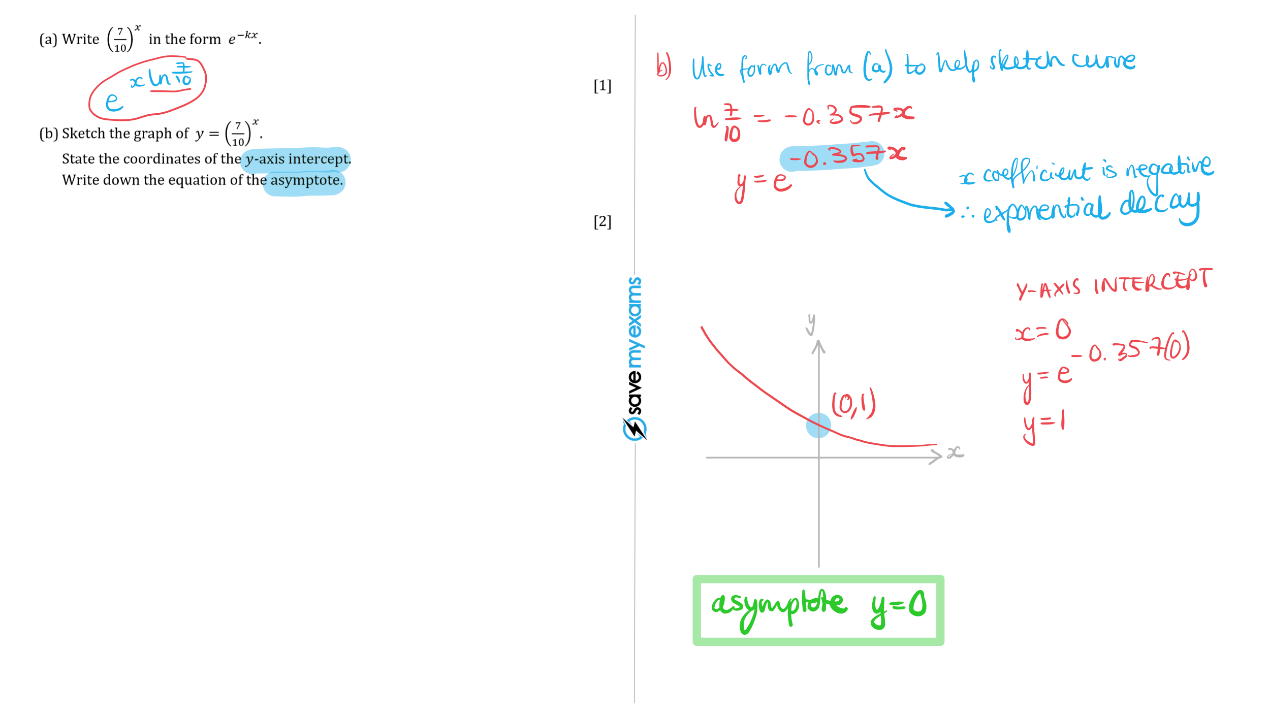 (a) Write (7/10)^x in the form e^{-kx}.
e^{x ln 7/10}
[1]
(b) Sketch the graph of y = (7/10)^x.
State the coordinates of the y-axis intercept.
Write down the equation of the asymptote.
[2]
save my exams
b) Use form from (a) to help sketch curve
ln 7/10 = -0.357x
y = e^{-0.357x}
x coefficient is negative
∴ exponential decay
y
(0,1)
x
Y-AXIS INTERCEPT
x=0
y = e^{-0.357(0)}
y=1
asymptote y=0